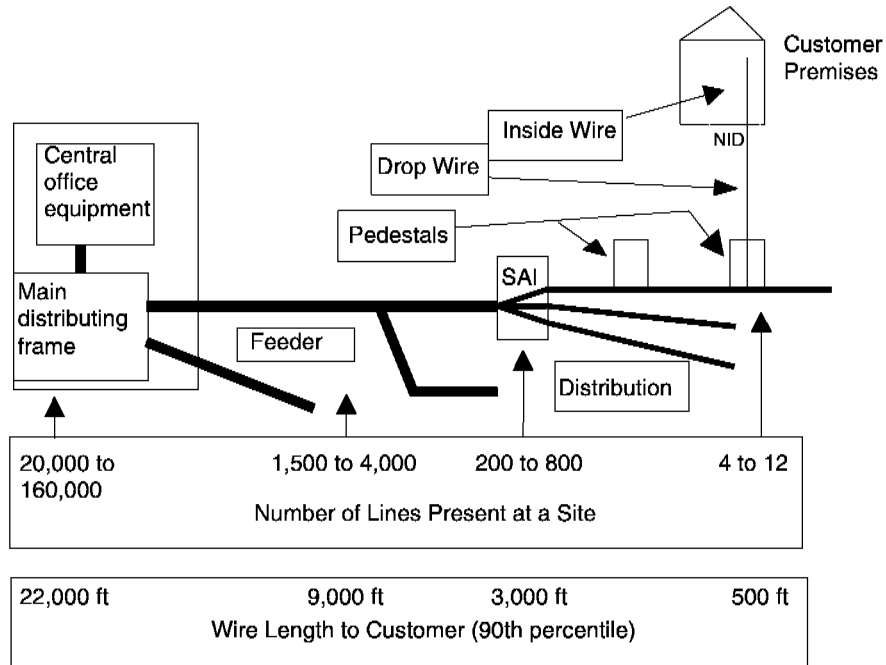 Customer
Premises
Inside Wire
NID
Drop Wire
Central
office
equipment
Pedestals
SAI
Main
distributing
frame
Feeder
Distribution
20,000 to
160,000
1,500 to 4,000
200 to 800
4 to 12
Number of Lines Present at a Site
22,000 ft
9,000 ft
3,000 ft
500 ft
Wire Length to Customer (90th percentile)